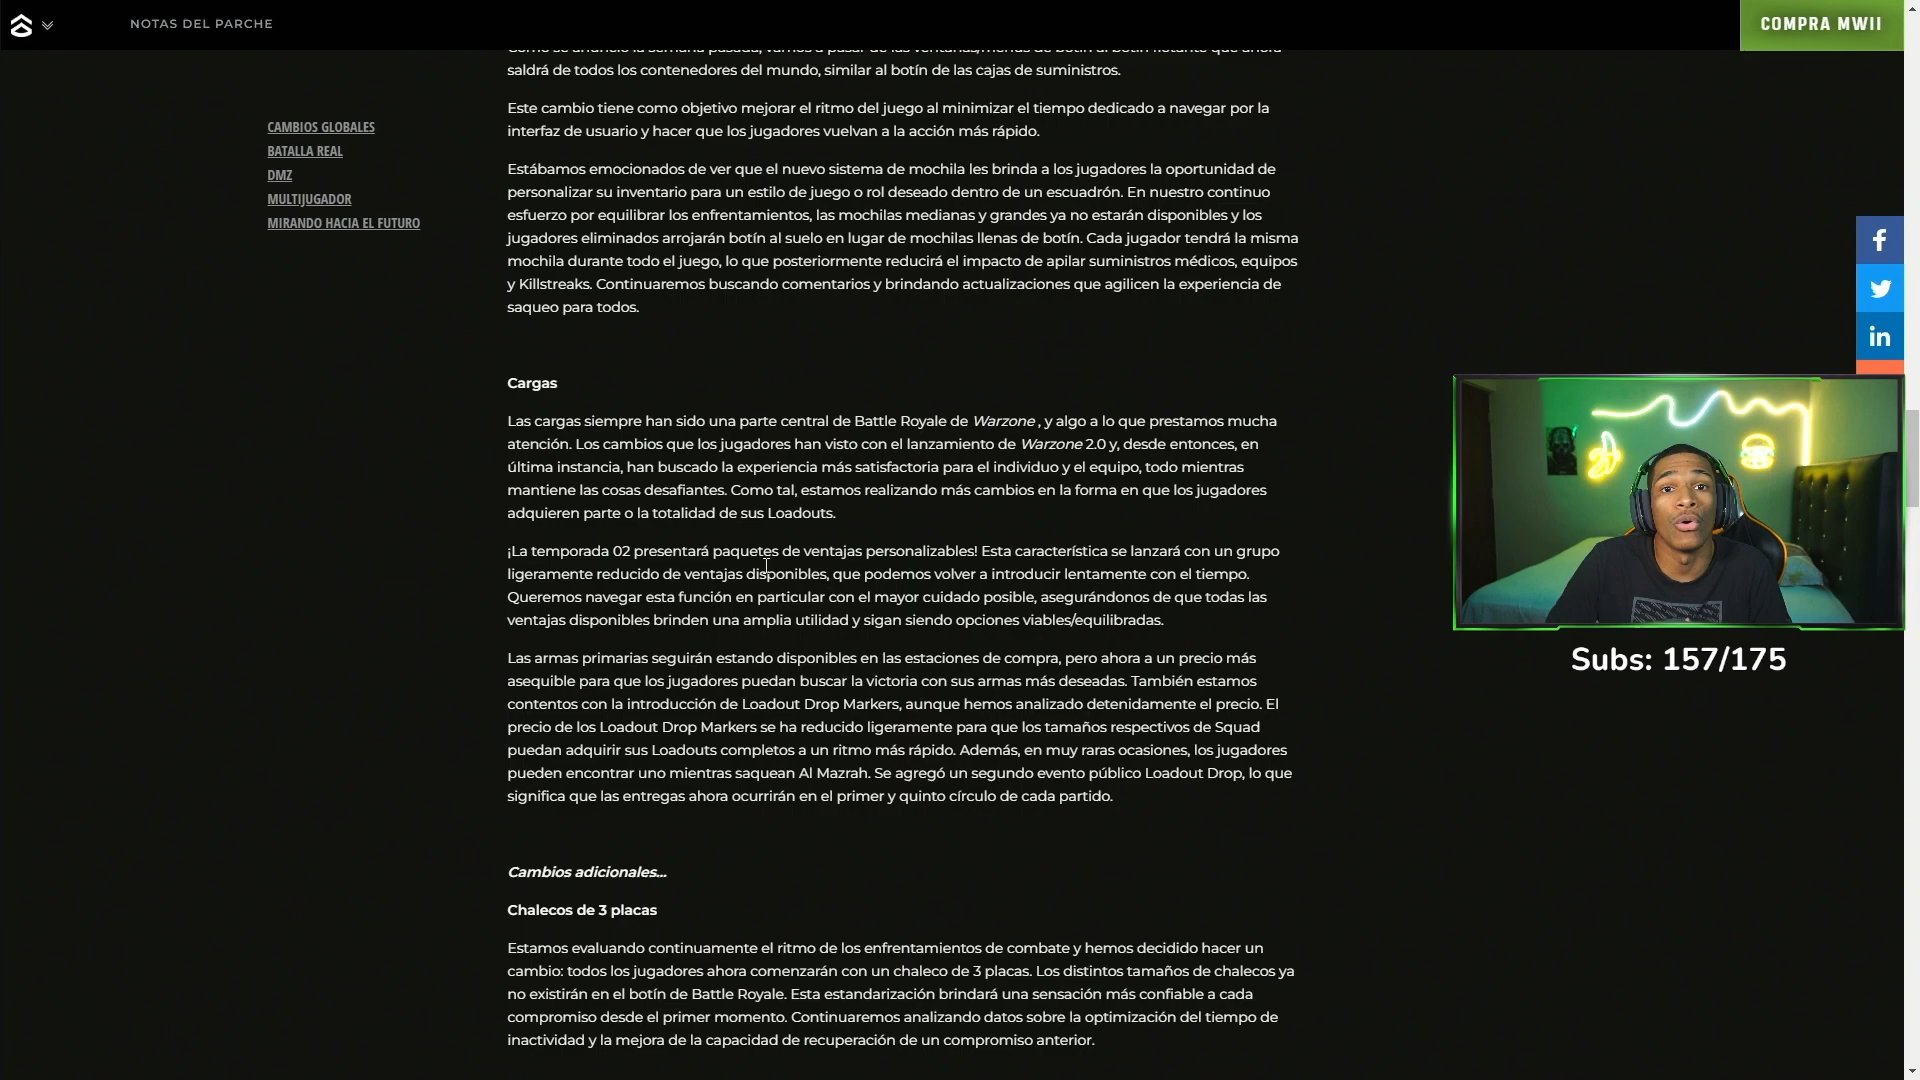 NOTAS DEL PARCHE
COMPRA MWII
CAMBIOS GLOBALES
BATALLA REAL
DMZ
MULTIJUGADOR
MIRANDO HACIA EL FUTURO
Como se anunció la semana pasada, vamos a pasar de las ventanas/menús de botín al botín flotante que ahora
saldrá de todos los contenedores del mundo, similar al botín de las cajas de suministros.
Este cambio tiene como objetivo mejorar el ritmo del juego al minimizar el tiempo dedicado a navegar por la
interfaz de usuario y hacer que los jugadores vuelvan a la acción más rápido.
Estábamos emocionados de ver que el nuevo sistema de mochila les brinda a los jugadores la oportunidad de
personalizar su inventario para un estilo de juego o rol deseado dentro de un escuadrón. En nuestro continuo
esfuerzo por equilibrar los enfrentamientos, las mochilas medianas y grandes ya no estarán disponibles y los
jugadores eliminados arrojarán botín al suelo en lugar de mochilas llenas de botín. Cada jugador tendrá la misma
mochila durante todo el juego, lo que posteriormente reducirá el impacto de apilar suministros médicos, equipos
y Killstreaks. Continuaremos buscando comentarios y brindando actualizaciones que agilicen la experiencia de
saqueo para todos.
Cargas
Las cargas siempre han sido una parte central de Battle Royale de Warzone , y algo a lo que prestamos mucha
atención. Los cambios que los jugadores han visto con el lanzamiento de Warzone 2.0 y, desde entonces, en
última instancia, han buscado la experiencia más satisfactoria para el individuo y el equipo, todo mientras
mantiene las cosas desafiantes. Como tal, estamos realizando más cambios en la forma en que los jugadores
adquieren parte o la totalidad de sus Loadouts.
¡La temporada 02 presentará paquetes de ventajas personalizables! Esta característica se lanzará con un grupo
ligeramente reducido de ventajas disponibles, que podemos volver a introducir lentamente con el tiempo.
Queremos navegar esta función en particular con el mayor cuidado posible, asegurándonos de que todas las
ventajas disponibles brinden una amplia utilidad y sigan siendo opciones viables/equilibradas.
Las armas primarias seguirán estando disponibles en las estaciones de compra, pero ahora a un precio más
asequible para que los jugadores puedan buscar la victoria con sus armas más deseadas. También estamos
contentos con la introducción de Loadout Drop Markers, aunque hemos analizado detenidamente el precio. El
precio de los Loadout Drop Markers se ha reducido ligeramente para que los tamaños respectivos de Squad
puedan adquirir sus Loadouts completos a un ritmo más rápido. Además, en muy raras ocasiones, los jugadores
pueden encontrar uno mientras saquean Al Mazrah. Se agregó un segundo evento público Loadout Drop, lo que
significa que las entregas ahora ocurrirán en el primer y quinto círculo de cada partido.
Cambios adicionales...
Chalecos de 3 placas
Estamos evaluando continuamente el ritmo de los enfrentamientos de combate y hemos decidido hacer un
cambio: todos los jugadores ahora comenzarán con un chaleco de 3 placas. Los distintos tamaños de chalecos ya
no existirán en el botín de Battle Royale. Esta estandarización brindará una sensación más confiable a cada
compromiso desde el primer momento. Continuaremos analizando datos sobre la optimización del tiempo de
inactividad y la mejora de la capacidad de recuperación de un compromiso anterior.
Subs: 157/175